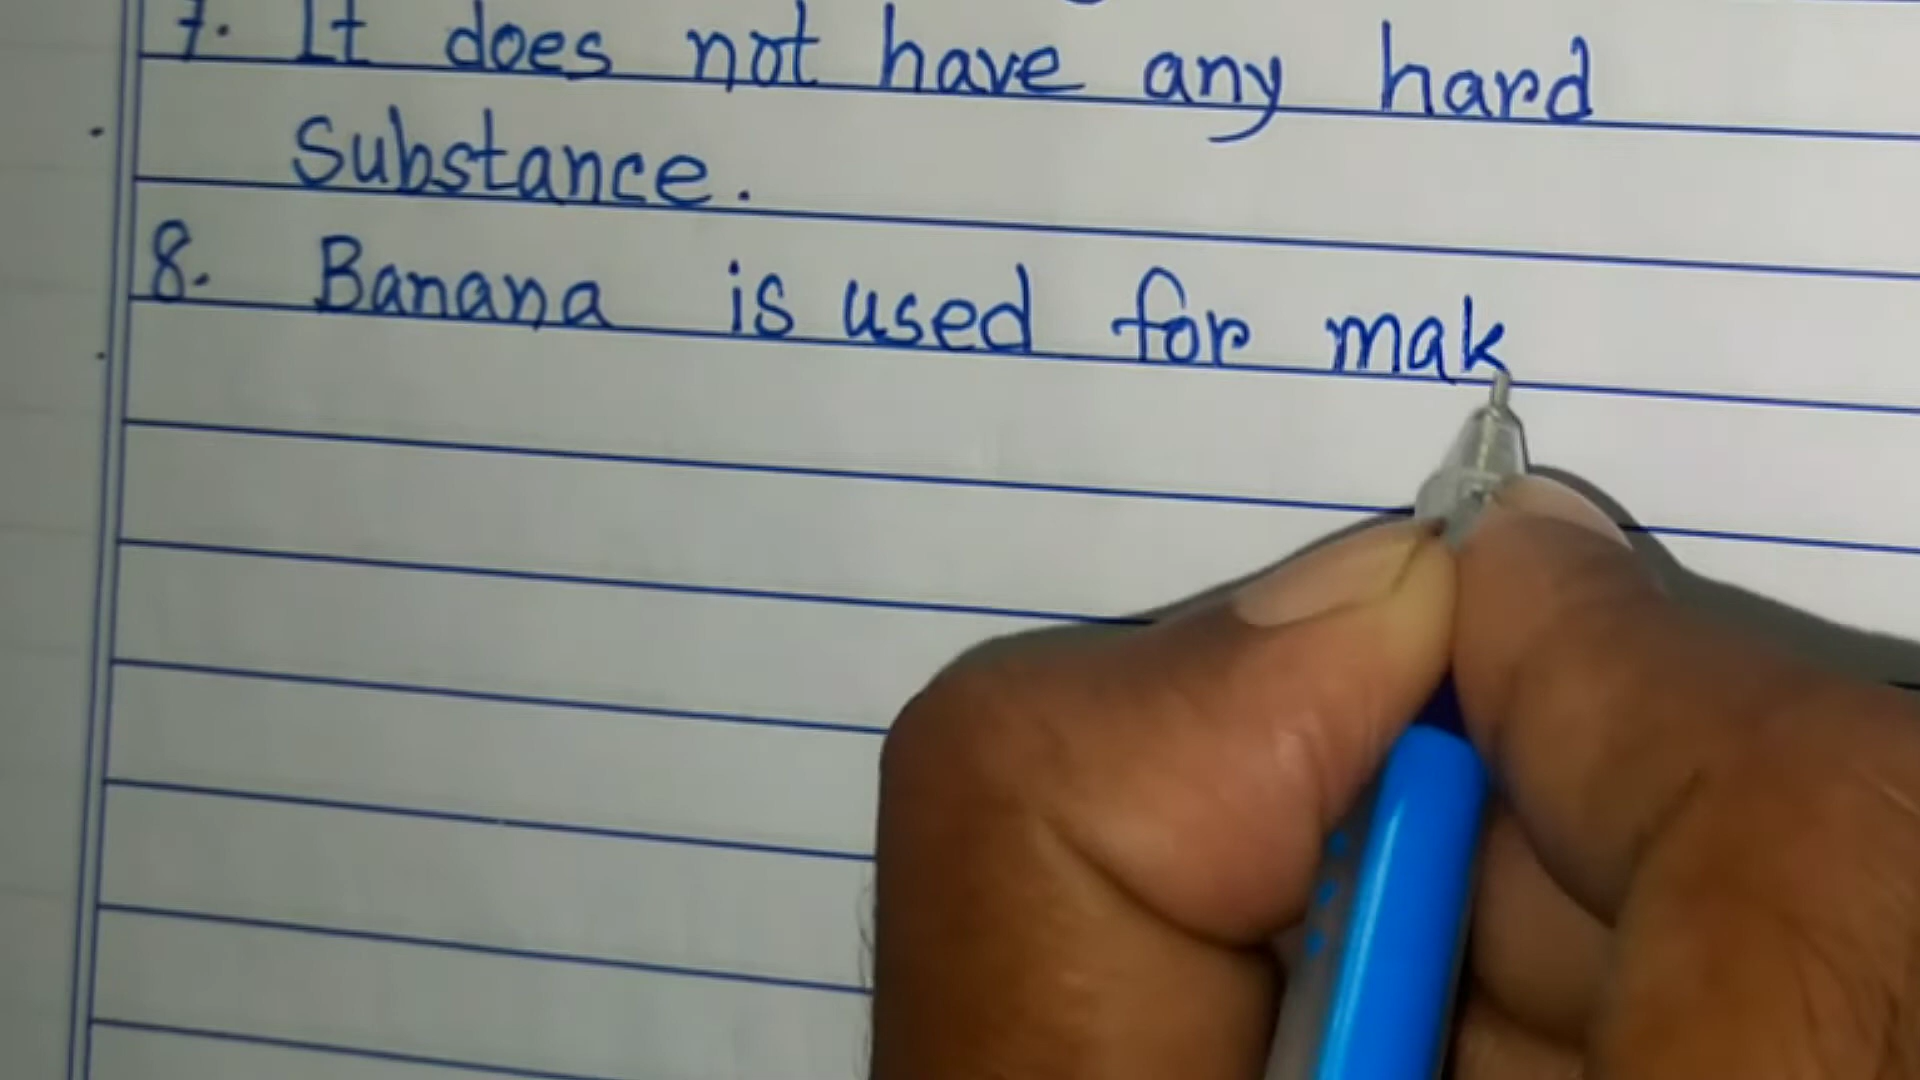 7. It does not have any hard
Substance.
8. Banana is used for mak